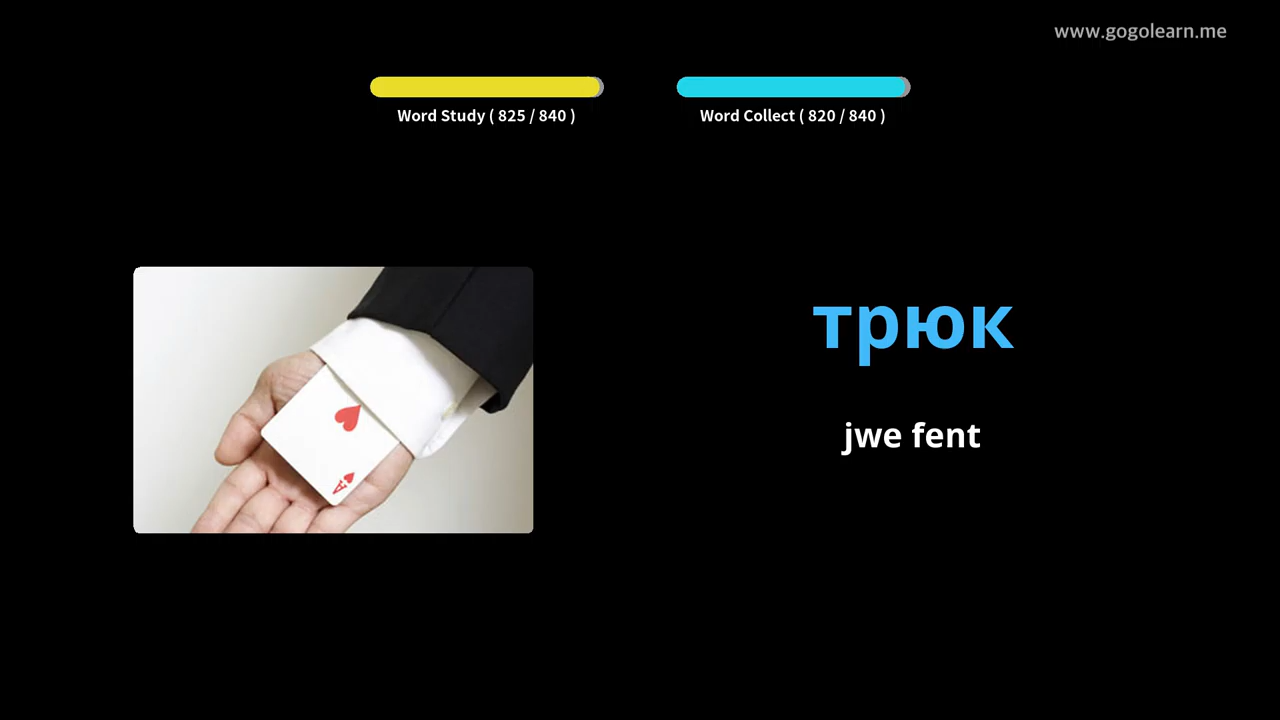 www.gogolearn.me
Word Study ( 825 / 840 )
Word Collect ( 820 / 840 )
трюк
jwe fent
A